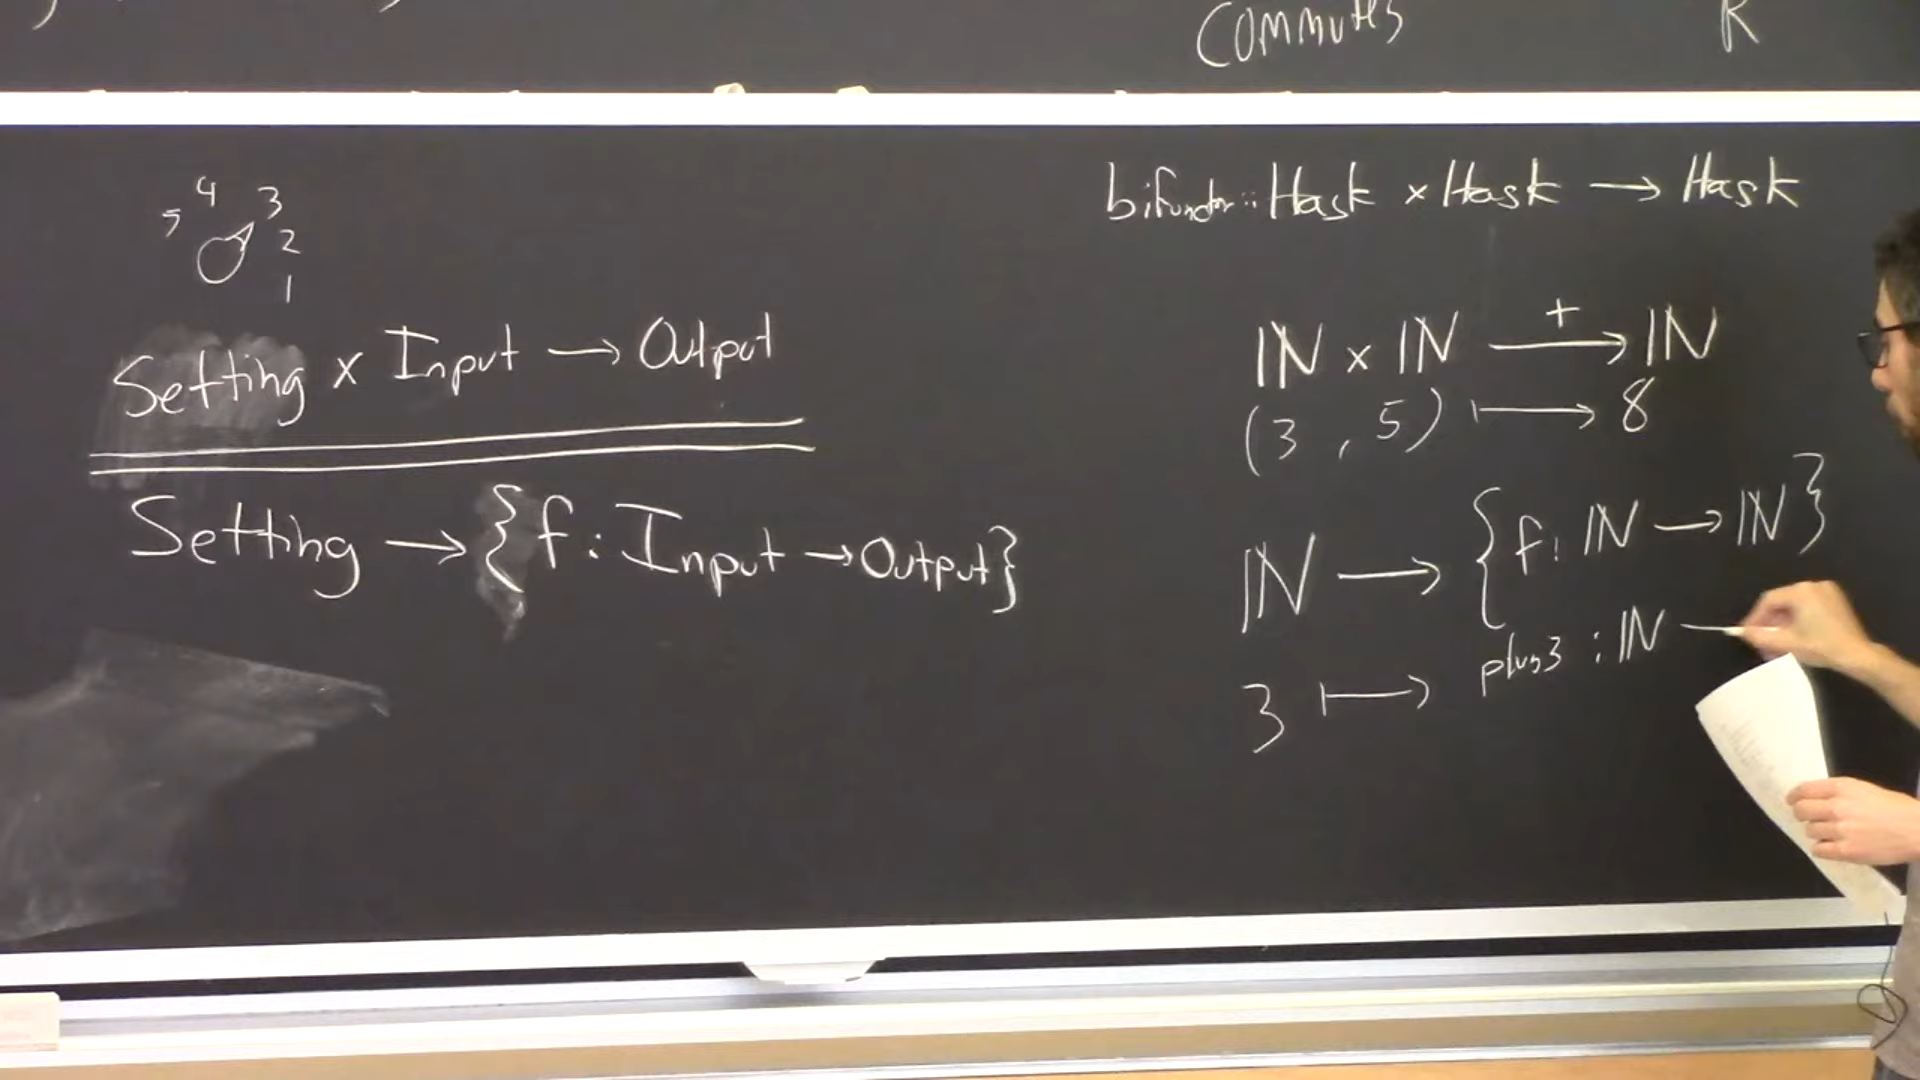 commutes R
4 3
5 2
1
Setting × Input → Output
Setting → {f : Input → Output}
bifunctor :: Hask × Hask → Hask
ℕ × ℕ —+→ ℕ
(3 , 5) ↦ 8
ℕ → {f : ℕ → ℕ}
3 ↦ plus3 : ℕ —